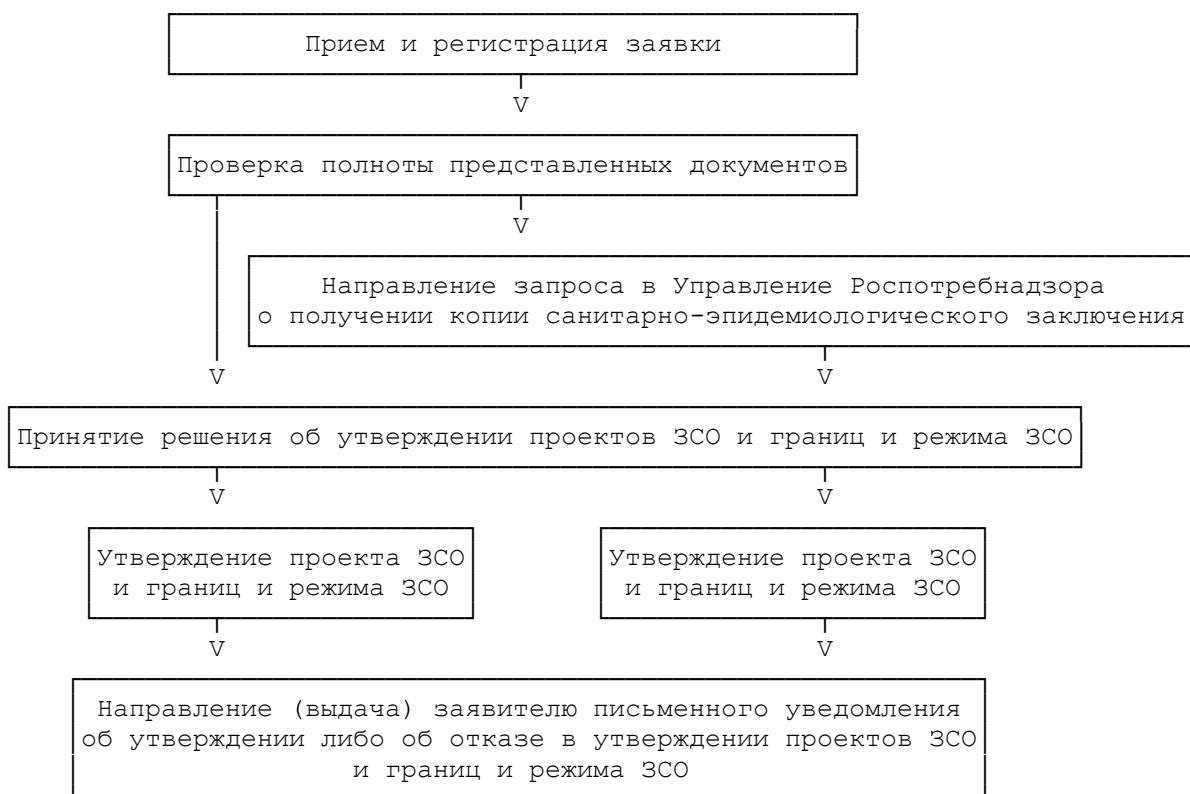 Прием и регистрация заявки
V
Проверка полноты представленных документов
V
Направление запроса в Управление Роспотребнадзора
о получении копии санитарно-эпидемиологического заключения
V V
Принятие решения об утверждении проектов ЗСО и границ и режима ЗСО
V V
Утверждение проекта ЗСО
и границ и режима ЗСО
Утверждение проекта ЗСО
и границ и режима ЗСО
V V
Направление (выдача) заявителю письменного уведомления
об утверждении либо об отказе в утверждении проектов ЗСО
и границ и режима ЗСО